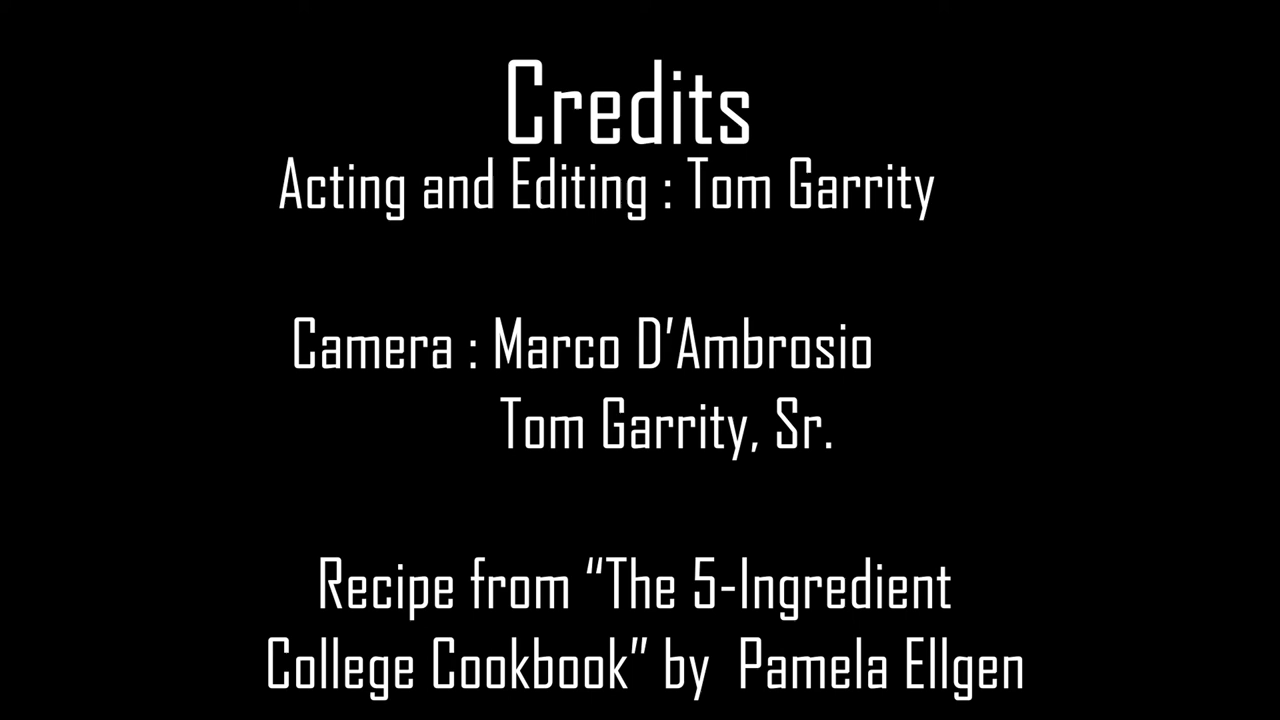 Credits
Acting and Editing : Tom Garrity
Camera : Marco D’Ambrosio
Tom Garrity, Sr.
Recipe from “The 5-Ingredient
College Cookbook” by Pamela Ellgen